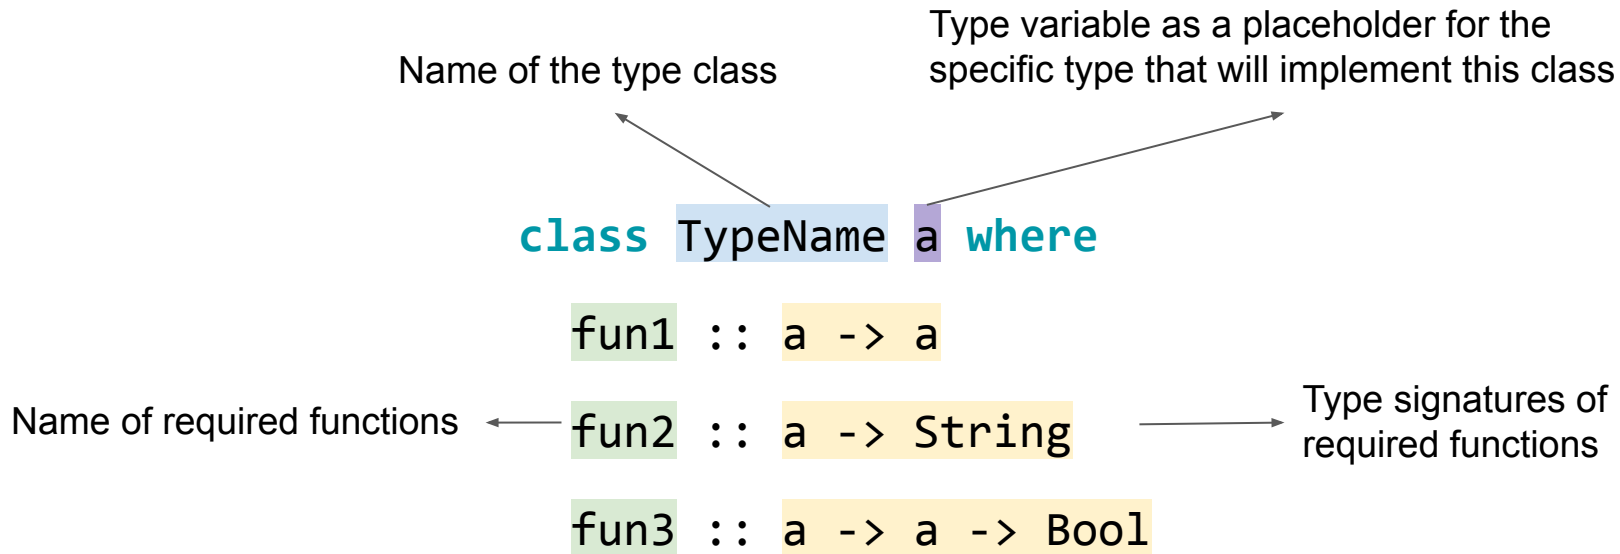 Type variable as a placeholder for the
specific type that will implement this class
Name of the type class
class TypeName a where
fun1 :: a -> a
Name of required functions
fun2 :: a -> String
Type signatures of
required functions
fun3 :: a -> a -> Bool